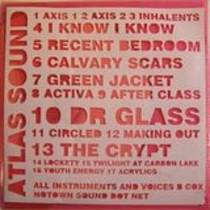 ATLAS SOUND
1 AXIS 1 2 AXIS 2 3 INHALENTS
4 I KNOW I KNOW
5 RECENT BEDROOM
6 CALVARY SCARS
7 GREEN JACKET
8 ACTIVA 9 AFTER CLASS
10 DR GLASS
11 CIRCLED 12 MAKING OUT
13 THE CRYPT
14 LOCKETT 15 TWILIGHT AT CARBON LAKE
16 YOUTH ENERGY 17 ACRYLICS
ALL INSTRUMENTS AND VOICES B COX
NOTOWN SOUND DOT NET